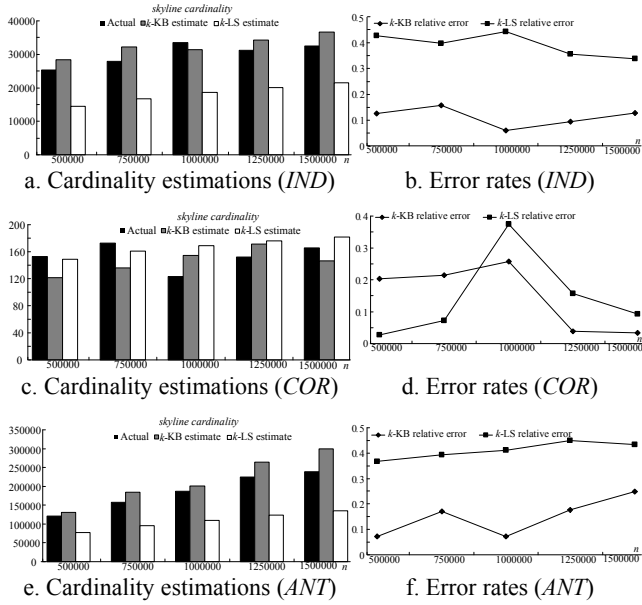 skyline cardinality
Actual k-KB estimate k-LS estimate
40000
30000
20000
10000
0
500000 750000 1000000 1250000 1500000 n
a. Cardinality estimations (IND)
k-KB relative error k-LS relative error
0.5
0.4
0.3
0.2
0.1
0
500000 750000 1000000 1250000 1500000 n
b. Error rates (IND)
skyline cardinality
Actual k-KB estimate k-LS estimate
200
160
120
80
40
0
500000 750000 1000000 1250000 1500000 n
c. Cardinality estimations (COR)
k-KB relative error k-LS relative error
0.4
0.3
0.2
0.1
0
500000 750000 1000000 1250000 1500000 n
d. Error rates (COR)
skyline cardinality
Actual k-KB estimate k-LS estimate
350000
300000
250000
200000
150000
100000
50000
0
500000 750000 1000000 1250000 1500000 n
e. Cardinality estimations (ANT)
k-KB relative error k-LS relative error
0.5
0.4
0.3
0.2
0.1
0
500000 750000 1000000 1250000 1500000 n
f. Error rates (ANT)